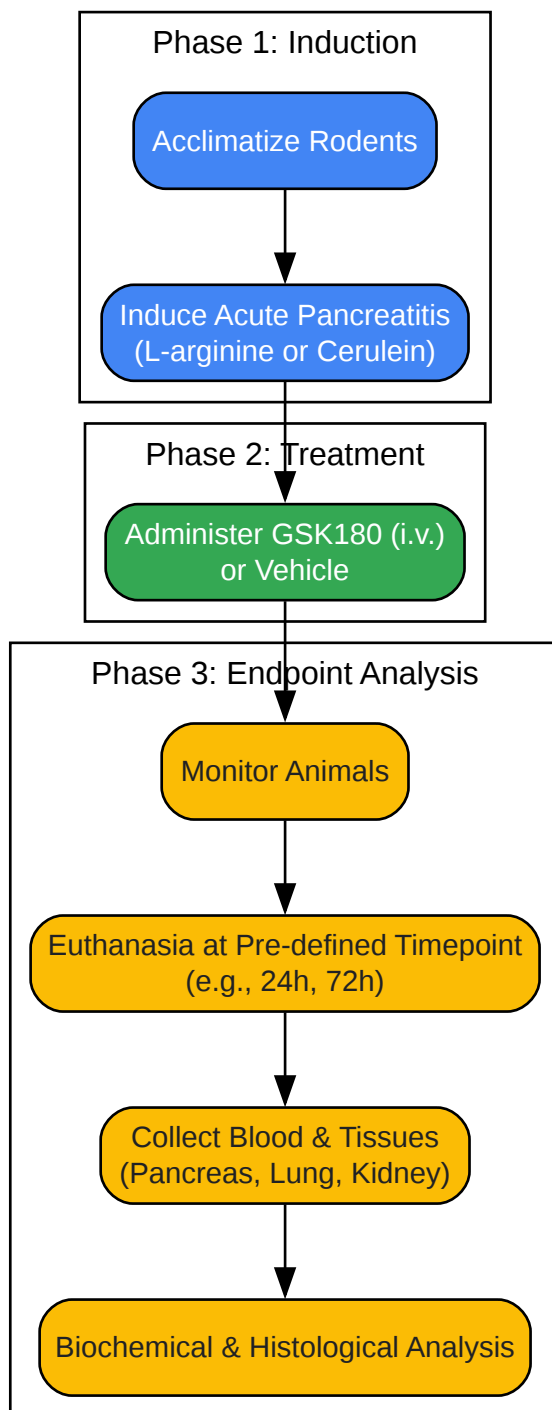 Phase 1: Induction
Acclimatize Rodents
Induce Acute Pancreatitis
(L-arginine or Cerulein)
Phase 2: Treatment
Administer GSK180 (i.v.)
or Vehicle
Phase 3: Endpoint Analysis
Monitor Animals
Euthanasia at Pre-defined Timepoint
(e.g., 24h, 72h)
Collect Blood & Tissues
(Pancreas, Lung, Kidney)
Biochemical & Histological Analysis